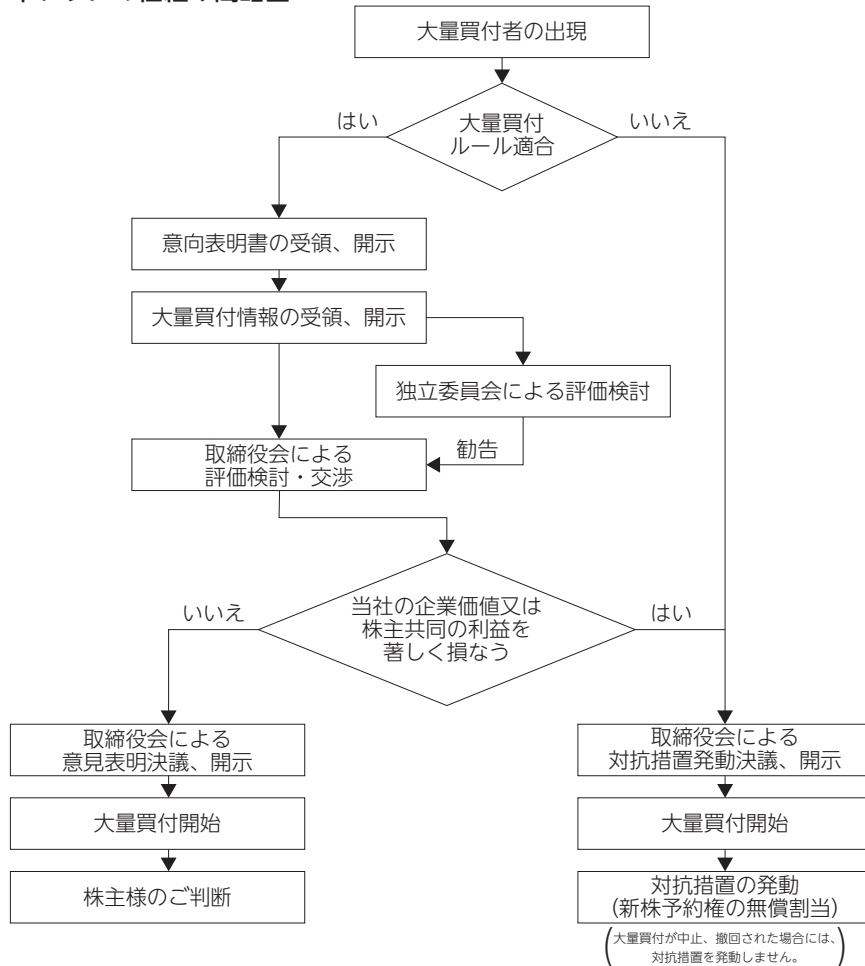 大量買付者の出現
はい
大量買付
ルール適合
いいえ
意向表明書の受領、開示
大量買付情報の受領、開示
独立委員会による評価検討
取締役会による
評価検討・交渉
勧告
いいえ
当社の企業価値又は
株主共同の利益を
著しく損なう
はい
取締役会による
意見表明決議、開示
取締役会による
対抗措置発動決議、開示
大量買付開始
大量買付開始
株主様のご判断
対抗措置の発動
(新株予約権の無償割当)
(大量買付が中止、撤回された場合には、
対抗措置を発動しません。)